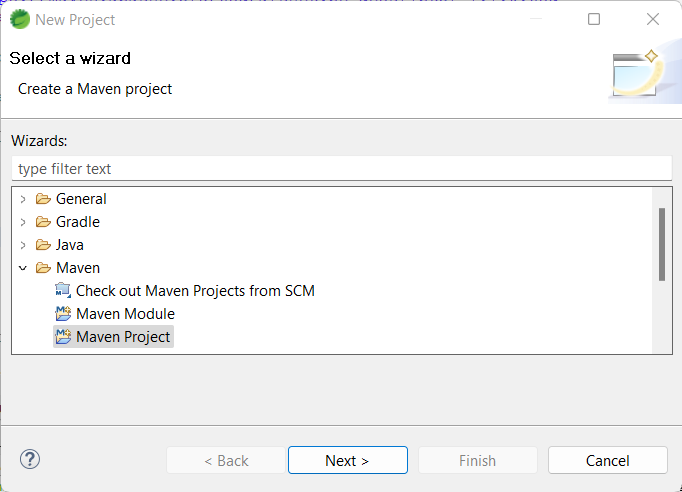 New Project
Select a wizard
Create a Maven project
Wizards:
type filter text
General
Gradle
Java
Maven
Check out Maven Projects from SCM
Maven Module
Maven Project
? < Back Next > Finish Cancel